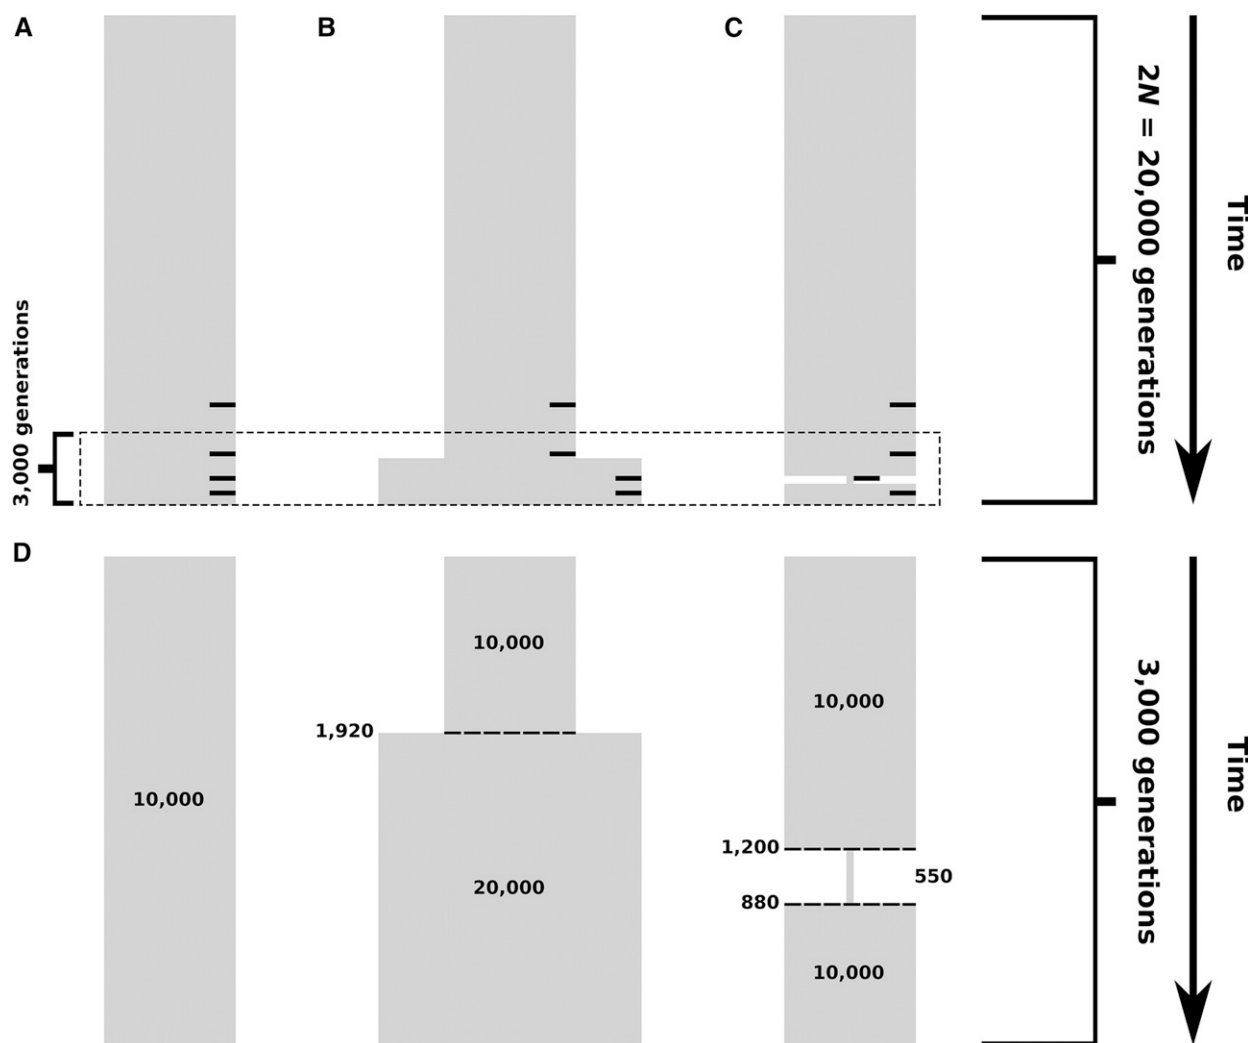 A
B
C
2N = 20,000 generations
Time
3,000 generations
D
10,000
10,000
1,920
20,000
10,000
1,200
550
880
10,000
3,000 generations
Time